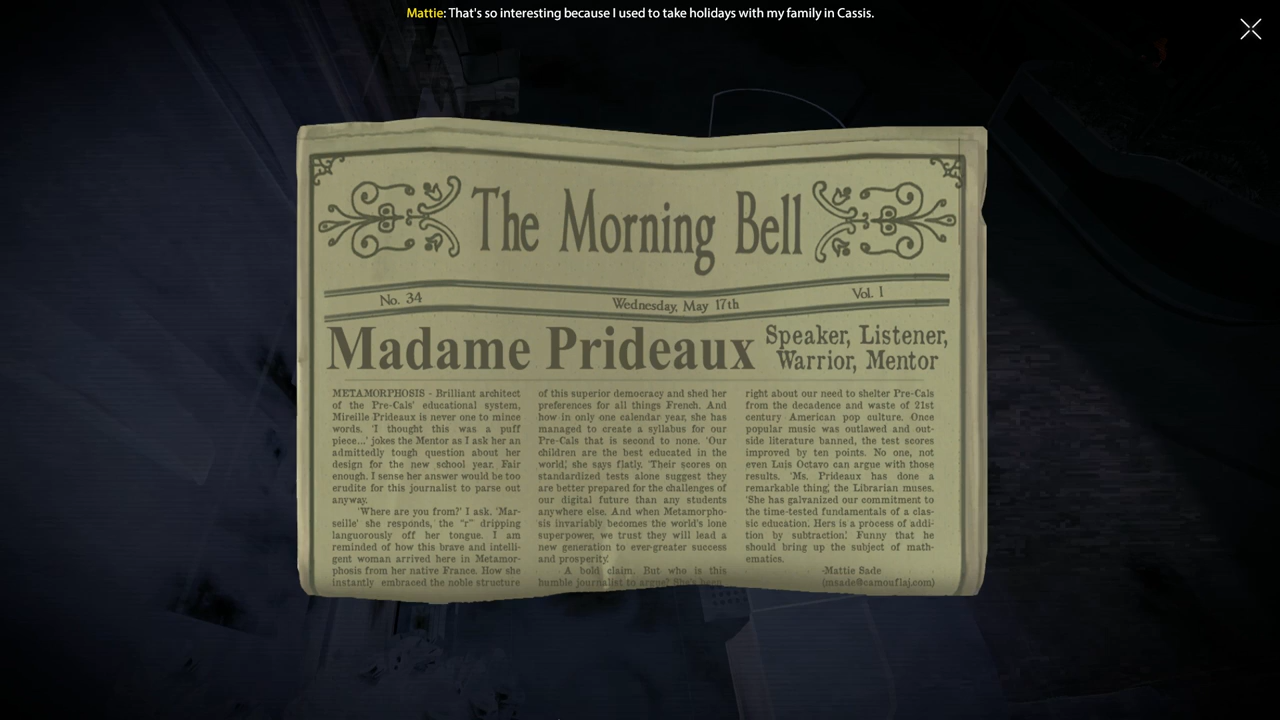 Mattie: That's so interesting because I used to take holidays with my family in Cassis.
The Morning Bell
No. 34
Wednesday, May 17th
Vol. 1
Madame Prideaux
Speaker, Listener,
Warrior, Mentor
METAMORPHOSIS - Brilliant architect
of the Pre-Cals' educational system,
Mireille Prideaux is never one to mince
words. 'I thought this was a puff
piece...' jokes the Mentor as I ask her an
admittedly tough question about her
design for the new school year. Fair
enough. I sense her answer would be too
erudite for this journalist to parse out
anyway.
'Where are you from?' I ask. 'Mar-
seille' she responds, the "r" dripping
languorously off her tongue. I am
reminded of how this brave and intelli-
gent woman arrived here in Metamor-
phosis from her native France. How she
instantly embraced the noble structure
of this superior democracy and shed her
preferences for all things French. And
how in only one calendar year, she has
managed to create a syllabus for our
Pre-Cals that is second to none. 'Our
children are the best educated in the
world,' she says flatly. 'Their scores on
standardized tests alone suggest they
are better prepared for the challenges of
our digital future than any students
anywhere else. And when Metamorpho-
sis invariably becomes the world's lone
superpower, we trust they will lead a
new generation to ever-greater success
and prosperity.'
A bold claim. But who is this
humble journalist to argue? She's been
right about our need to shelter Pre-Cals
from the decadence and waste of 21st
century American pop culture. Once
popular music was outlawed and out-
side literature banned, the test scores
improved by ten points. No one, not
even Luis Octavo can argue with those
results. 'Ms. Prideaux has done a
remarkable thing,' the Librarian muses.
'She has galvanized our commitment to
the time-tested fundamentals of a clas-
sic education. Hers is a process of addi-
tion by subtraction.' Funny that he
should bring up the subject of math-
ematics.
-Mattie Sade
(msade@camouflaj.com)